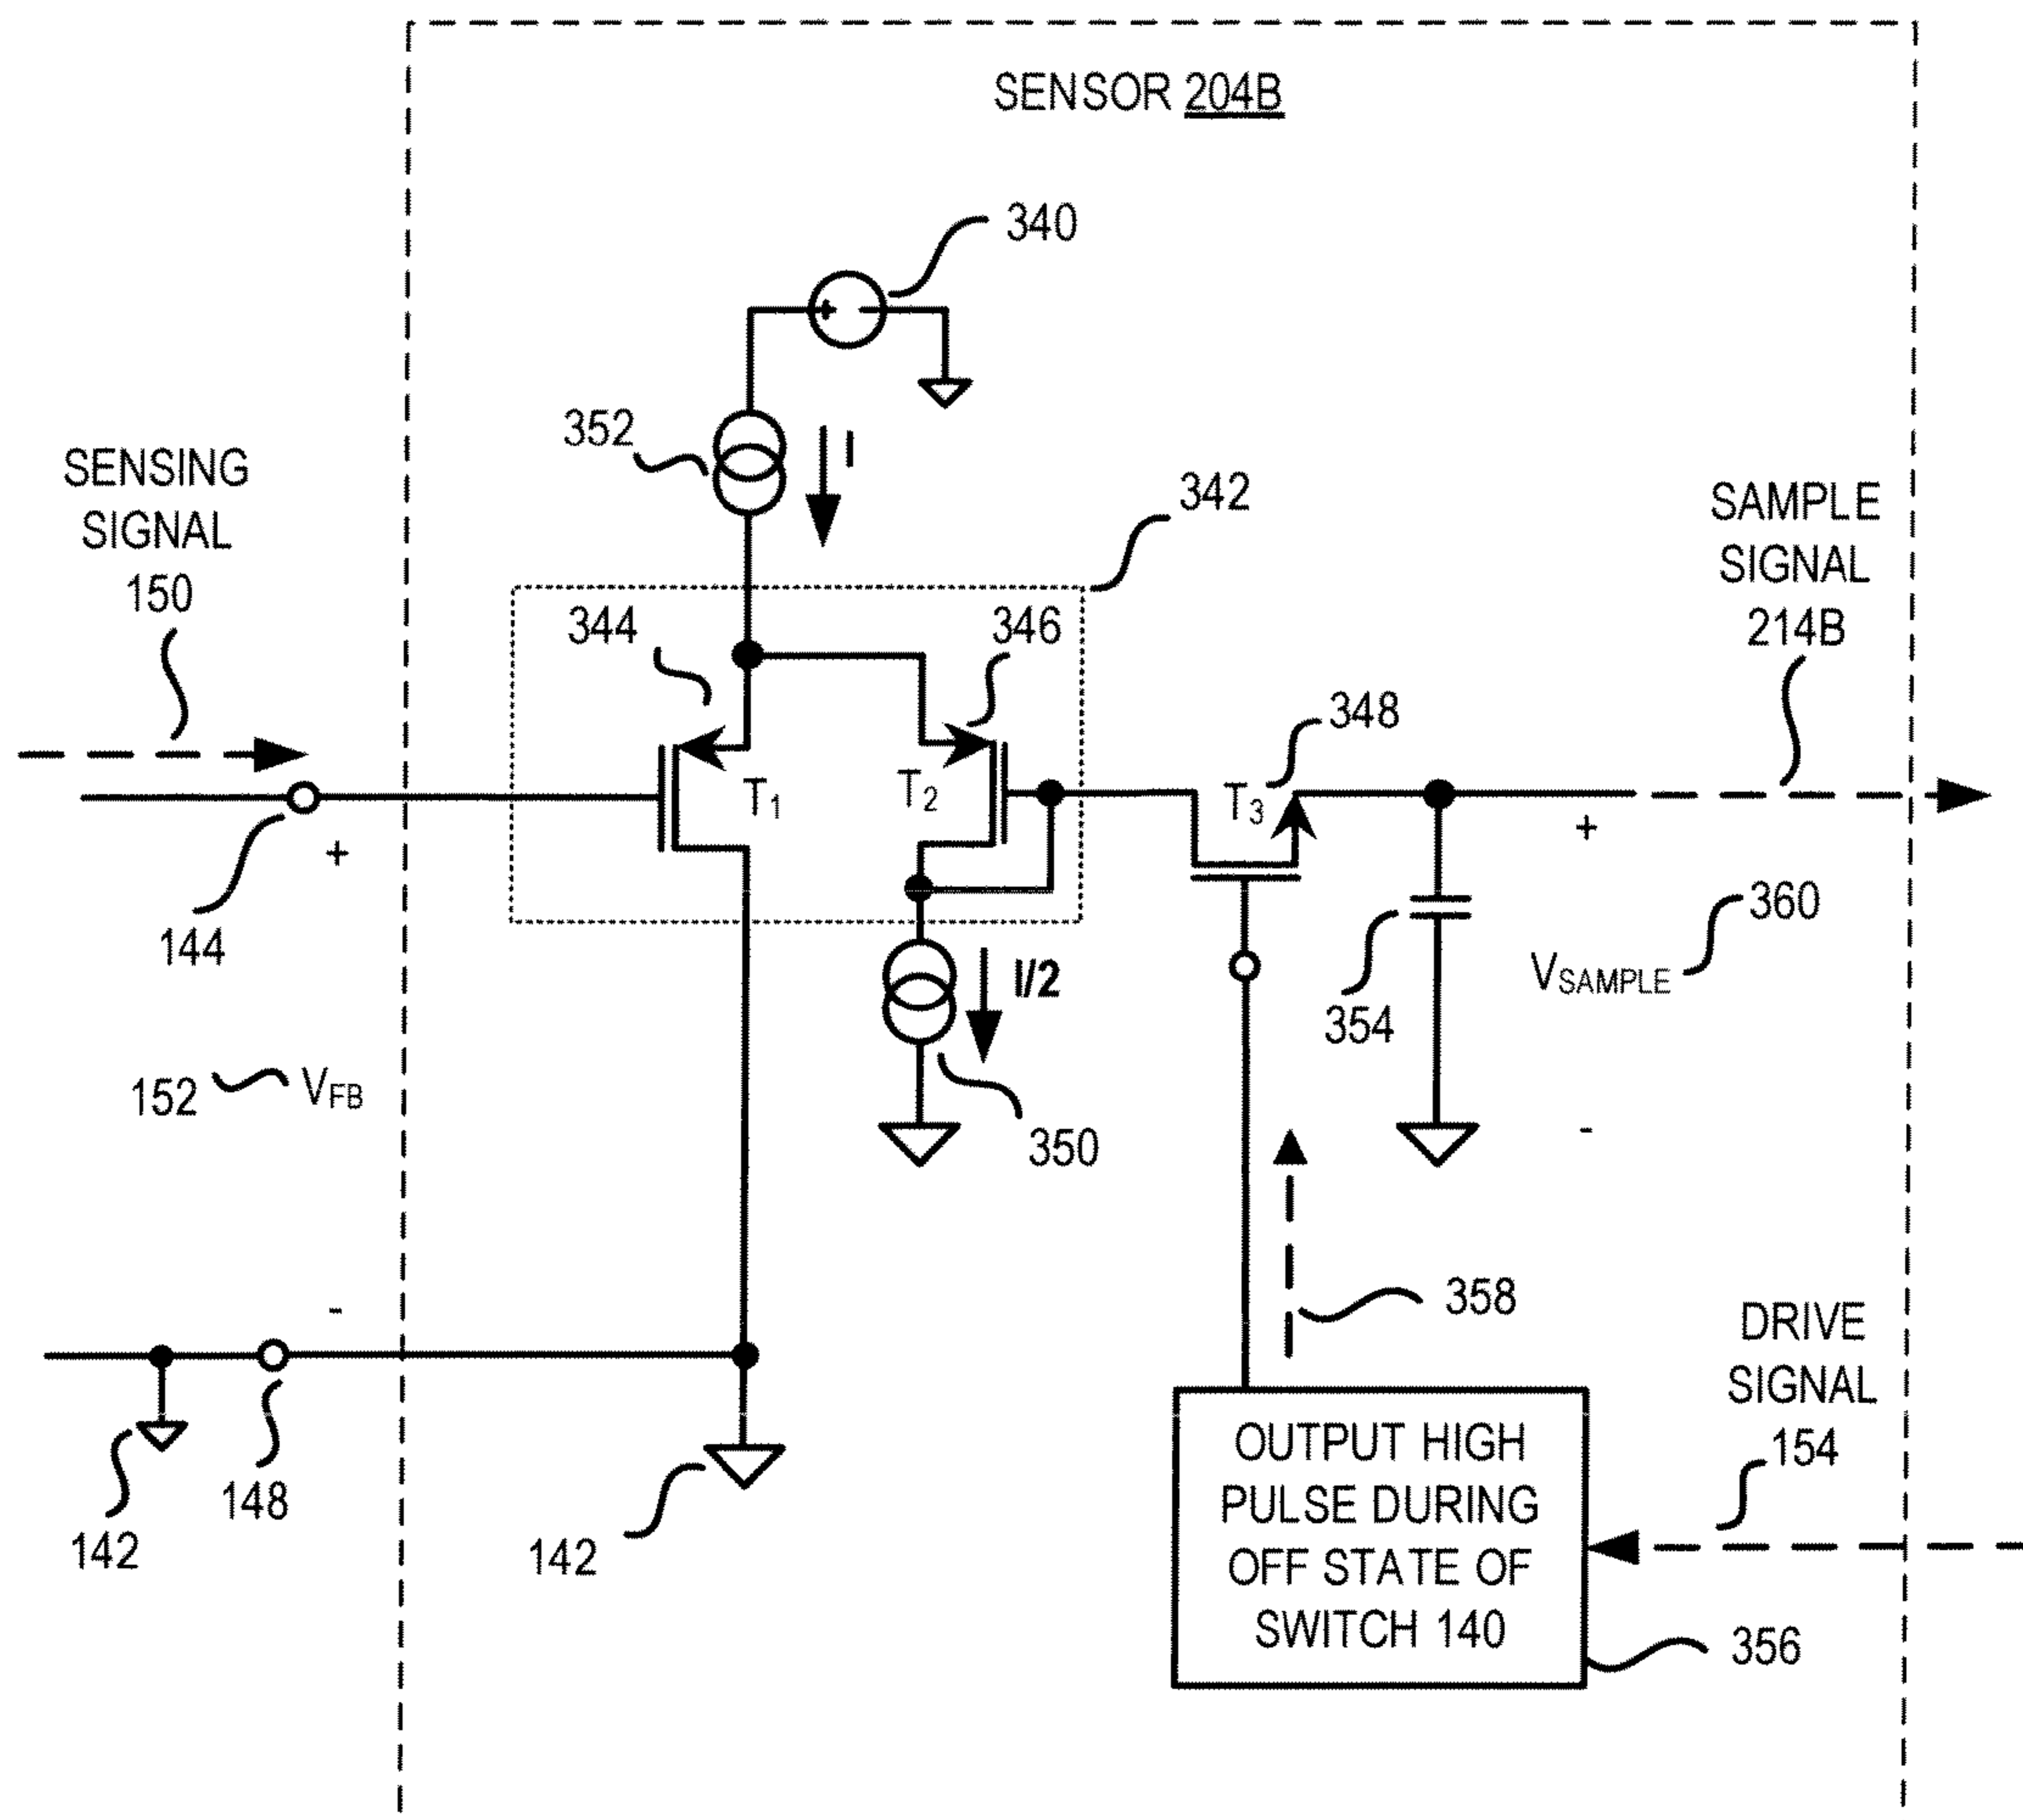 SENSOR 204B
340
352
I
342
SENSING
SIGNAL
150
SAMPLE
SIGNAL
214B
344
346
348
T1
T2
T3
+
+
144
360
I/2
VSAMPLE
354
152
VFB
350
-
358
-
DRIVE
SIGNAL
154
148
142
142
OUTPUT HIGH
PULSE DURING
OFF STATE OF
SWITCH 140
356
+ -